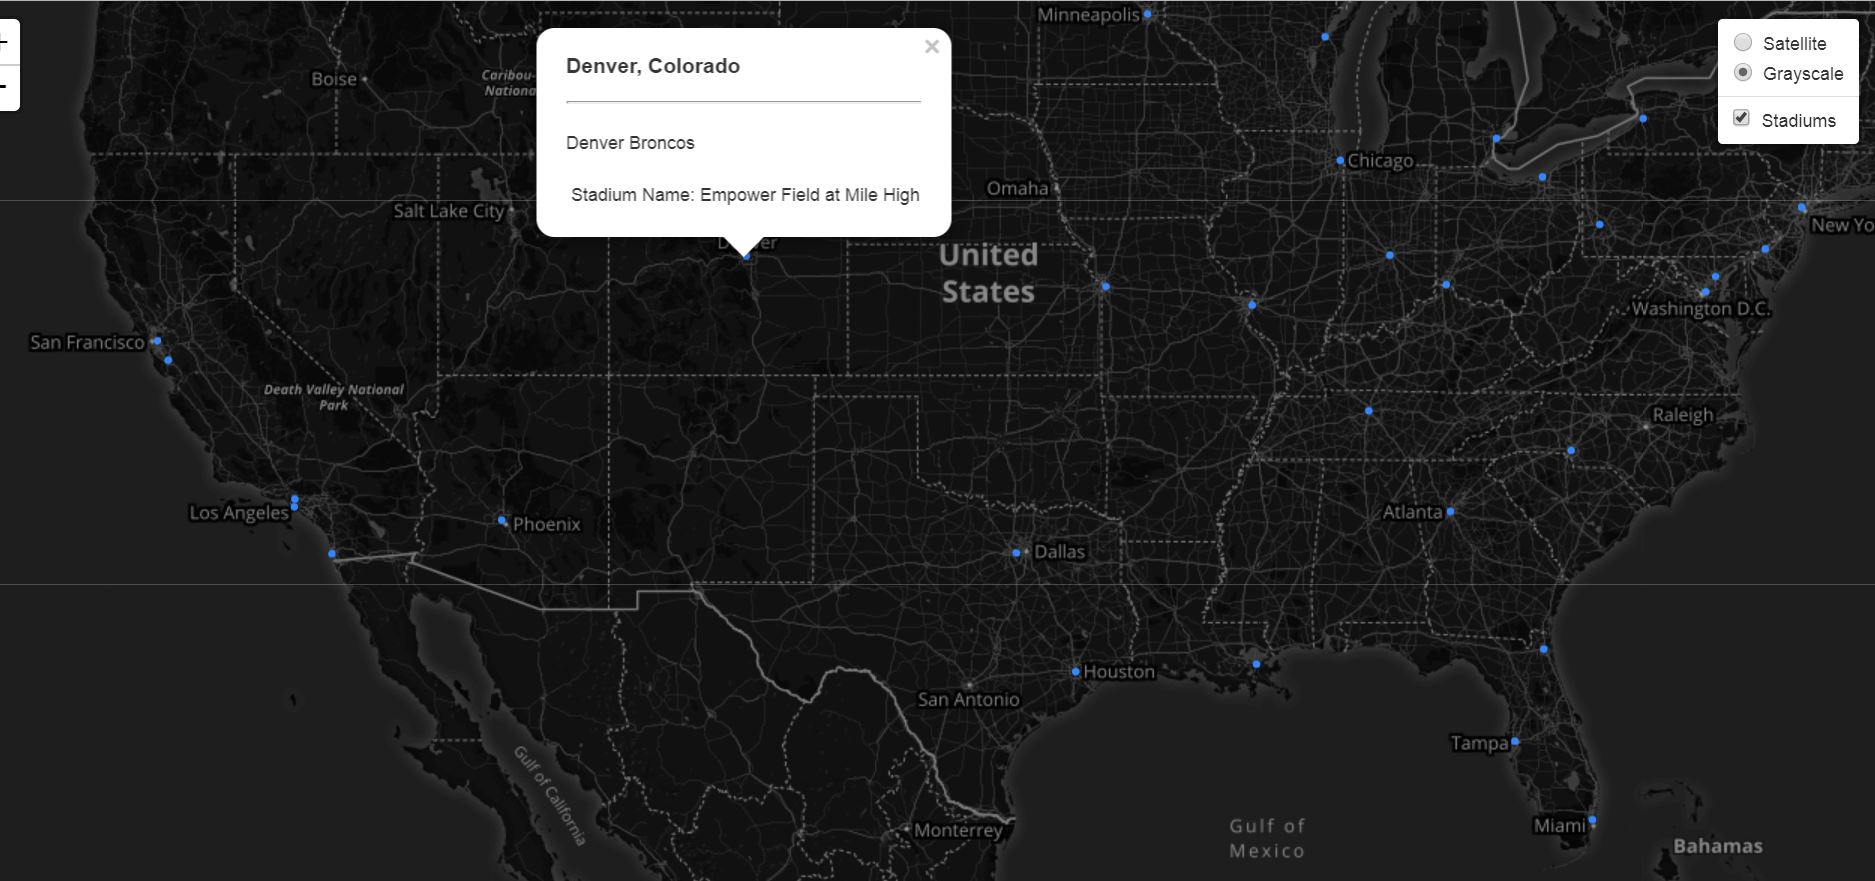 Minneapolis
+
-
Satellite
Grayscale
Stadiums
Boise
Caribou-
Nationa
×
Denver, Colorado
Denver Broncos
Stadium Name: Empower Field at Mile High
Chicago
Omaha
Salt Lake City
New Yo
United
States
Washington D.C.
San Francisco
Death Valley National
Park
Raleigh
Los Angeles
Phoenix
Atlanta
Dallas
Houston
San Antonio
Tampa
Gulf of California
Monterrey
Gulf of
Mexico
Miami
Bahamas